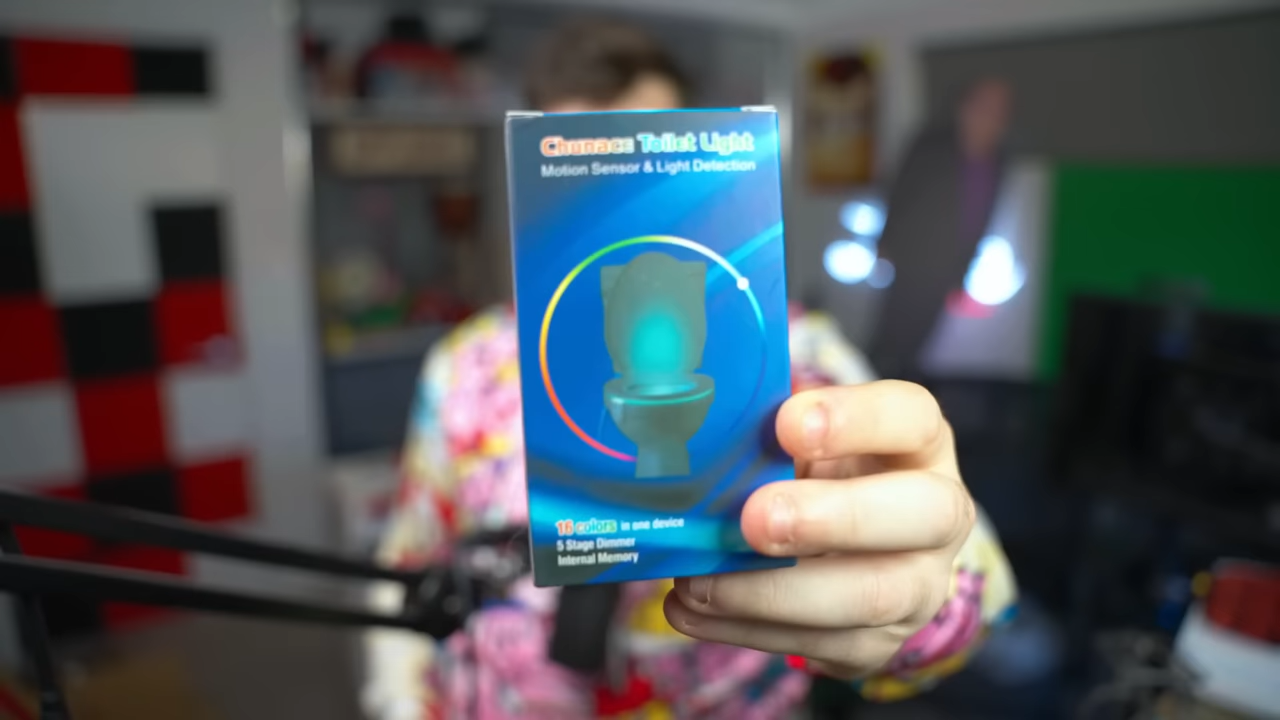 Chunace Toilet Light
Motion Sensor & Light Detection
16 colors in one device
5 Stage Dimmer
Internal Memory